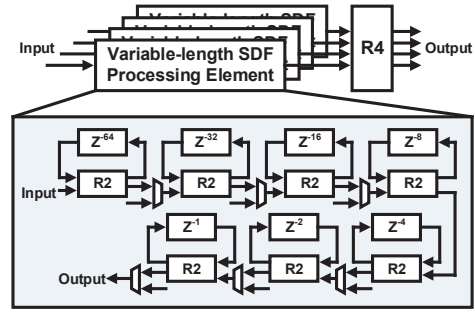 Variable-length SDF
Variable-length SDF
Processing Element
Input
R4
Output
Z-64
Z-32
Z-16
Z-8
Input
R2
R2
R2
R2
Z-1
Z-2
Z-4
Output
R2
R2
R2